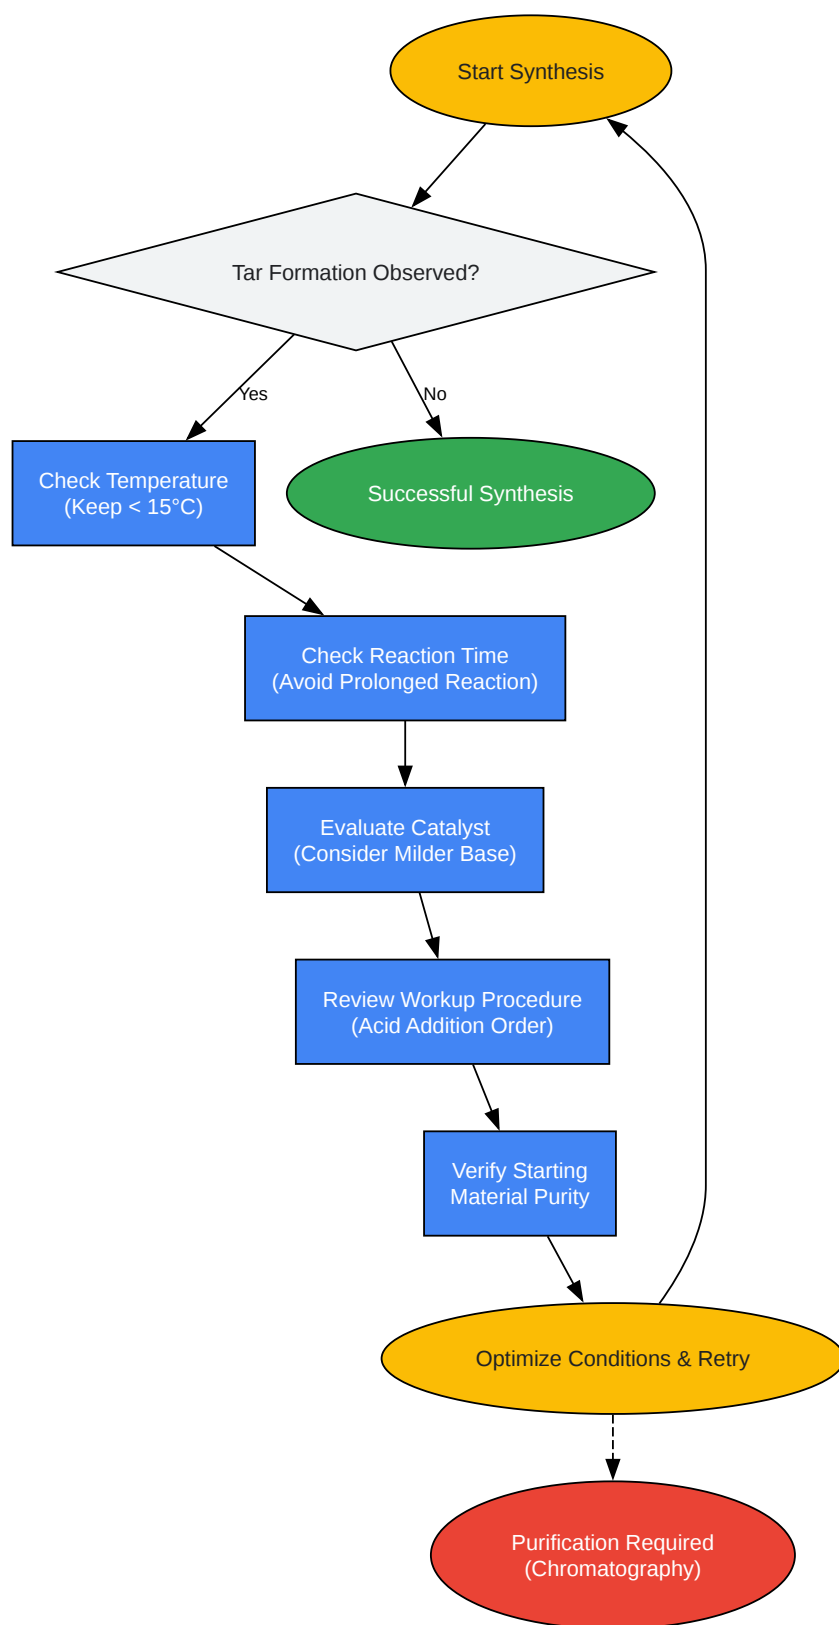 Start Synthesis
Tar Formation Observed?
Yes
No
Check Temperature
(Keep < 15°C)
Successful Synthesis
Check Reaction Time
(Avoid Prolonged Reaction)
Evaluate Catalyst
(Consider Milder Base)
Review Workup Procedure
(Acid Addition Order)
Verify Starting
Material Purity
Optimize Conditions & Retry
Purification Required
(Chromatography)